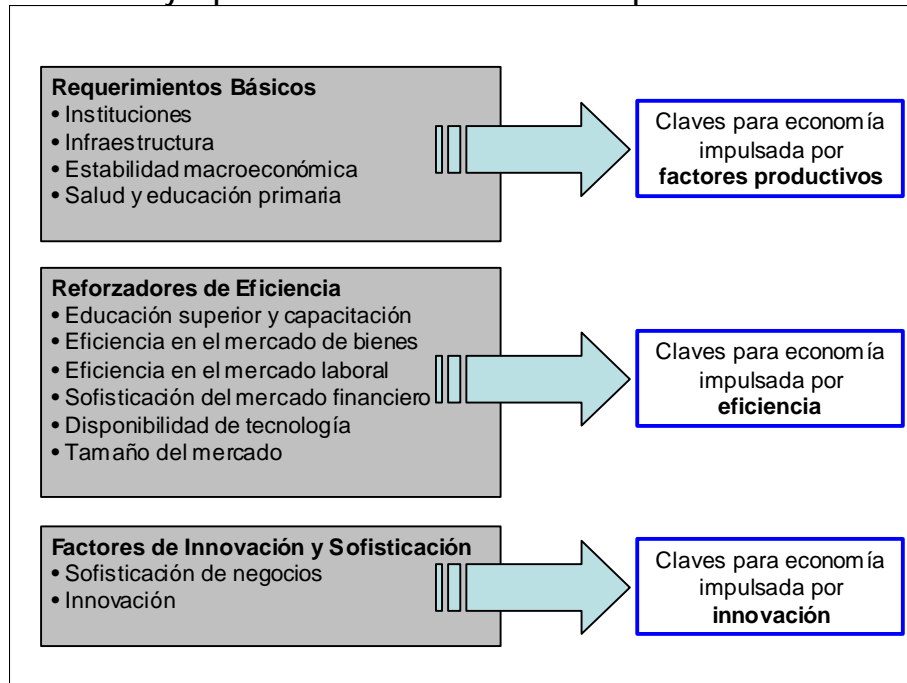 Requerimientos Básicos
• Instituciones
• Infraestructura
• Estabilidad macroeconómica
• Salud y educación primaria
Claves para economía
impulsada por
factores productivos
Reforzadores de Eficiencia
• Educación superior y capacitación
• Eficiencia en el mercado de bienes
• Eficiencia en el mercado laboral
• Sofisticación del mercado financiero
• Disponibilidad de tecnología
• Tamaño del mercado
Claves para economía
impulsada por
eficiencia
Factores de Innovación y Sofisticación
• Sofisticación de negocios
• Innovación
Claves para economía
impulsada por
innovación